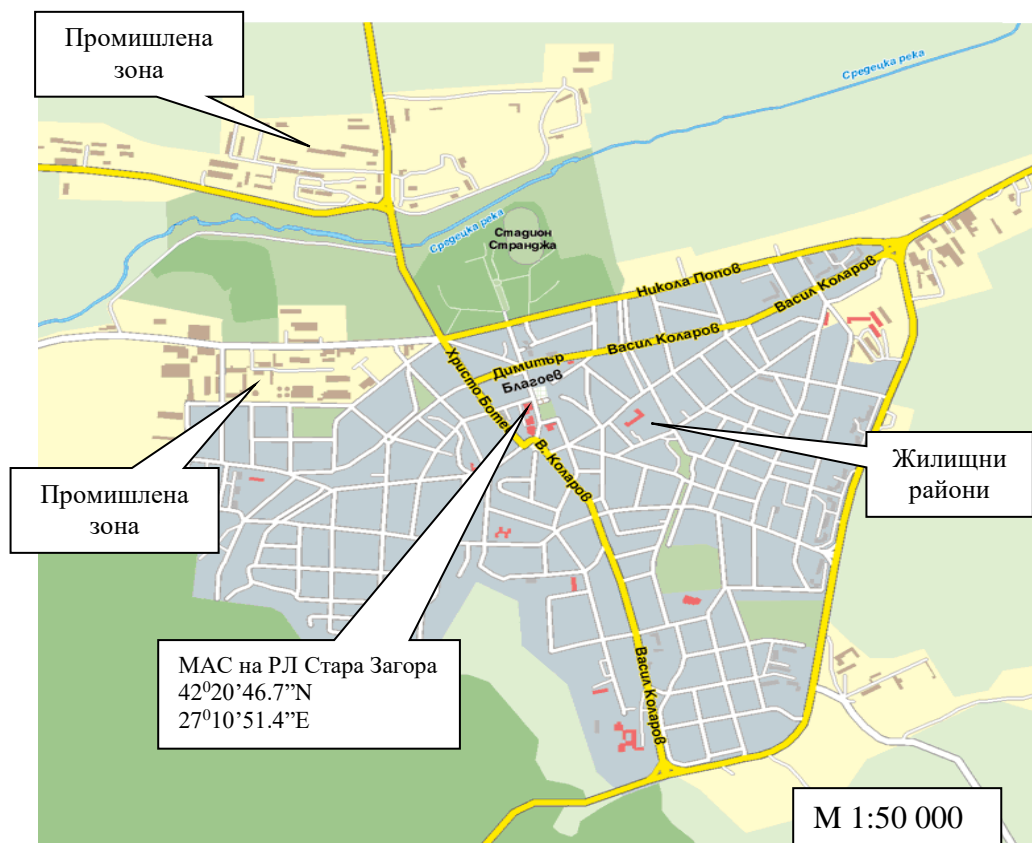 Промишлена
зона
Средецка река
Средецка река
Стадион
Странджа
Никола Попов
Васил Коларов
Васил Коларов
Димитър
Благоев
Христо Боте
В. Коларов
Жилищни
райони
Промишлена
зона
МАС на РЛ Стара Загора
42⁰20’46.7”N
27⁰10’51.4”E
Васил Коларов
М 1:50 000